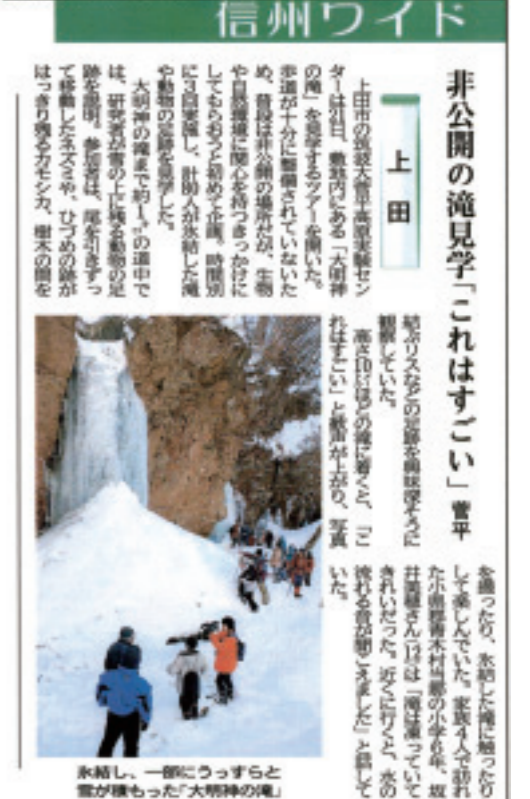 信州ワイド
非公開の滝見学「これはすごい」 菅平
上田
上田市の筑波大菅平高原実験セン
ターは 日、敷地内にある「大明神
の滝」を見学するツアーを開いた。
歩道が十分に整備されていないた
め、普段は非公開の場所だが、生物
や自然環境に関心を持つきっかけに
してもらおうと初めて企画。時間別
に3回実施し、計 人が氷結した滝
や動物の足跡を見学した。
大明神の滝まで約1㌔の道中で
は、研究者が雪の上に残る動物の足
跡を説明。参加者は、尾を引きずっ
て移動したネズミや、ひづめの跡が
はっきり残るカモシカ、樹木の間を
結ぶリスなどの足跡を興味深そうに
観察していた。
高さ10㍍ほどの滝に着くと、「こ
れはすごい」と歓声が上がり、写真
を撮ったり、氷結した滝に触ったり
して楽しんでいた。家族4人で訪れ
た小県郡青木村当郷の小学6年、
井美穂さん(12)は「滝は凍っていて
きれいだった。近くに行くと、水の
流れる音が聞こえました」と話して
いた。
氷結し、一部にうっすらと
雪が積もった「大明神の滝」